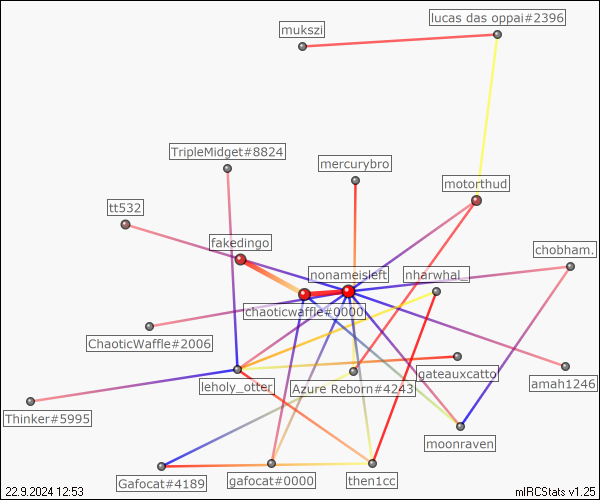 lucas das oppai#2396
mukszi
TripleMidget#8824
mercurybro
motorthud
tt532
fakedingo
chobham.
nonameisleft
nharwhal_
chaoticwaffle#0000
ChaoticWaffle#2006
gateauxcatto
leholy_otter
Azure Reborn#4243
amah1246
Thinker#5995
moonraven
Gafocat#4189
gafocat#0000
then1cc
22.9.2024 12:53
mIRCStats v1.25